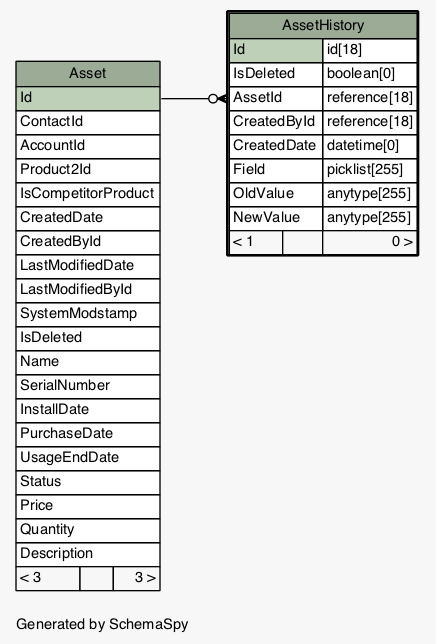 Asset
Id
ContactId
AccountId
Product2Id
IsCompetitorProduct
CreatedDate
CreatedById
LastModifiedDate
LastModifiedById
SystemModstamp
IsDeleted
Name
SerialNumber
InstallDate
PurchaseDate
UsageEndDate
Status
Price
Quantity
Description
< 3 3 >
AssetHistory
Id id[18]
IsDeleted boolean[0]
AssetId reference[18]
CreatedById reference[18]
CreatedDate datetime[0]
Field picklist[255]
OldValue anytype[255]
NewValue anytype[255]
< 1 0 >
Generated by SchemaSpy